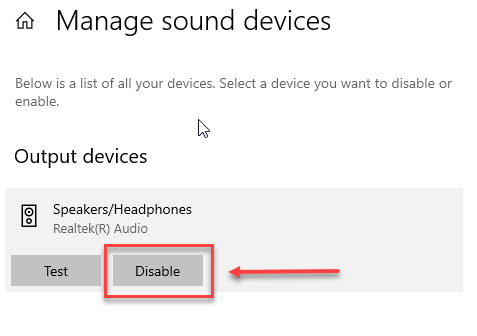 Manage sound devices
Below is a list of all your devices. Select a device you want to disable or
enable.
Output devices
Speakers/Headphones
Realtek(R) Audio
Test
Disable